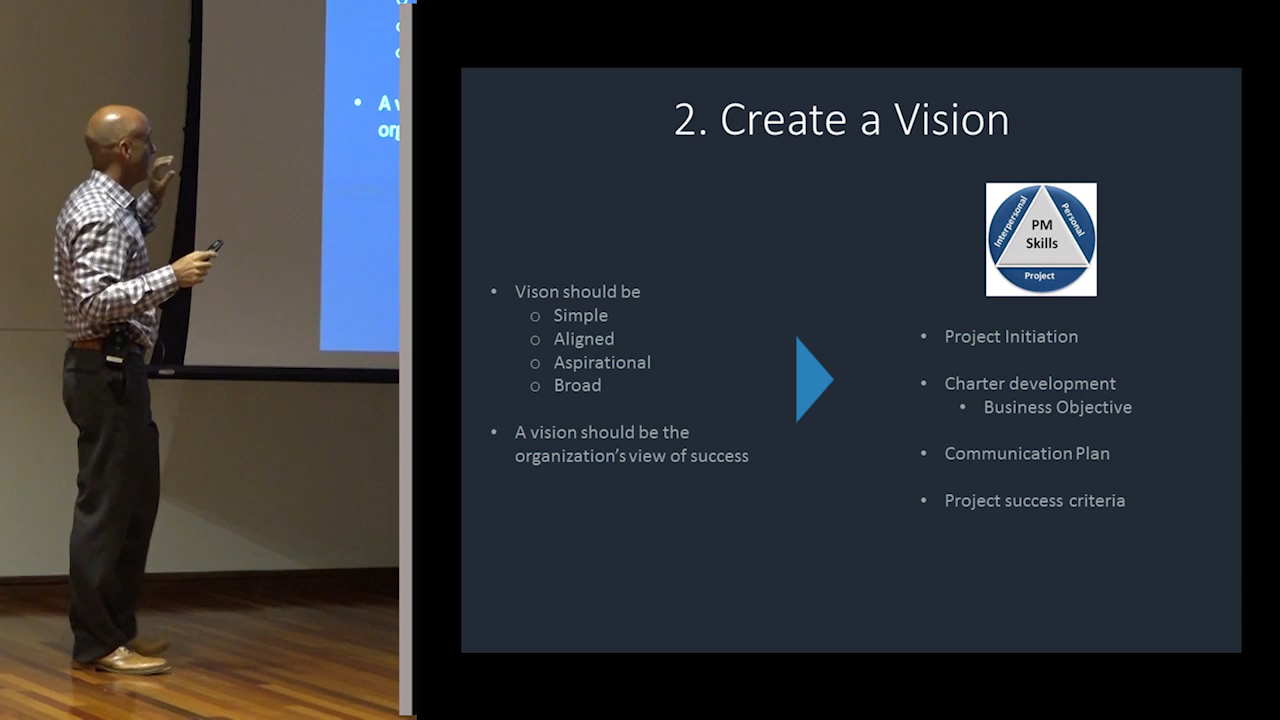 2. Create a Vision
Interpersonal
Personal
PM
Skills
Project
• Vison should be
o Simple
o Aligned
o Aspirational
o Broad
• A vision should be the
organization's view of success
• Project Initiation
• Charter development
• Business Objective
• Communication Plan
• Project success criteria